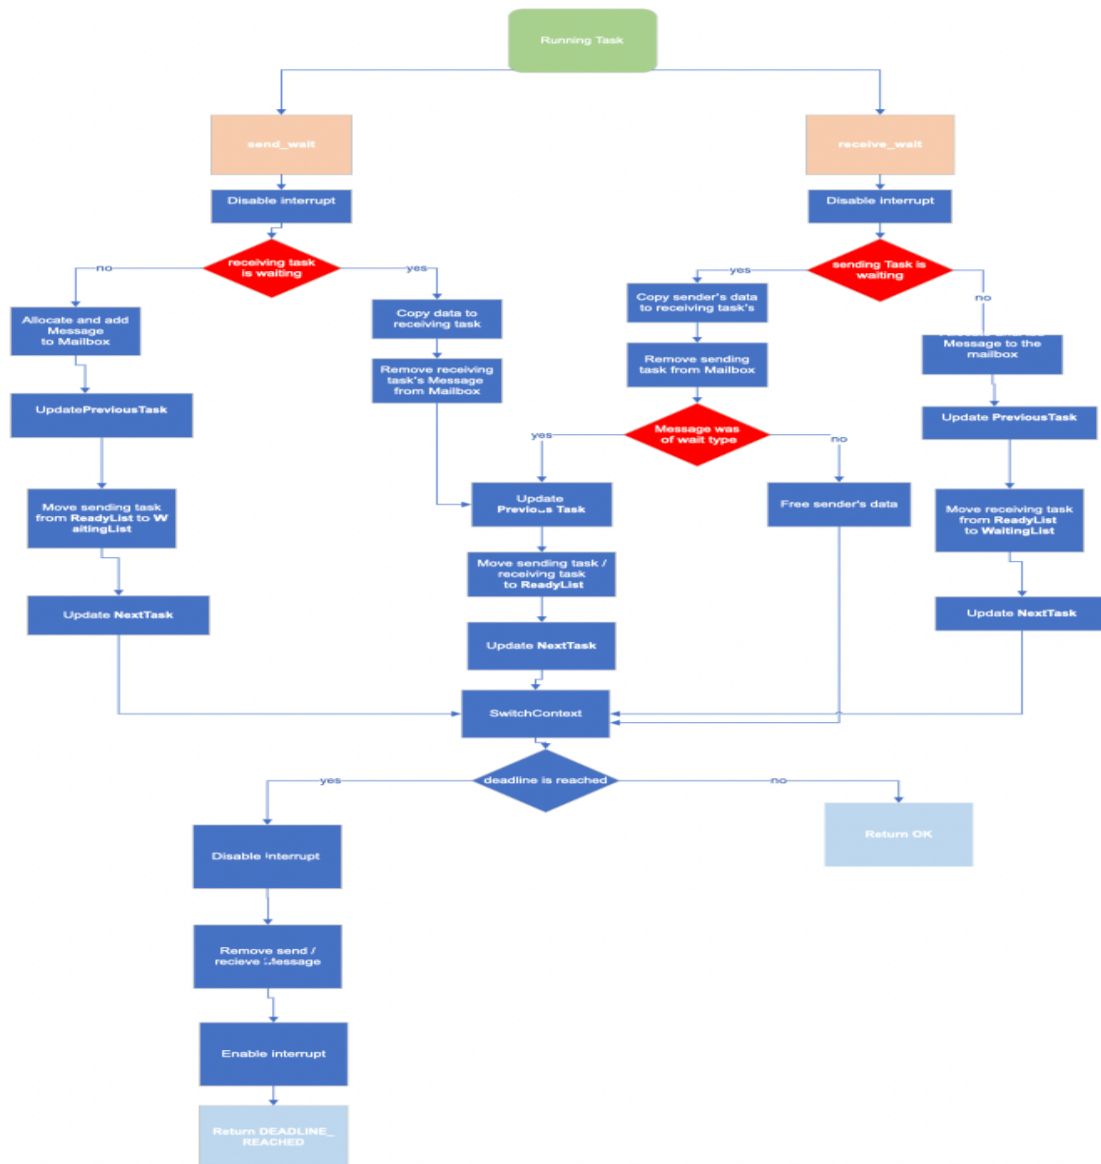 Running Task
send_wait
receive_wait
Disable interrupt
Disable interrupt
receiving task
is waiting
sending Task is
waiting
no
yes
yes
no
Allocate and add
Message
to Mailbox
Copy data to
receiving task
Copy sender's data
to receiving task's
Message to the
mailbox
Remove receiving
task's Message
from Mailbox
Remove sending
task from Mailbox
UpdatePreviousTask
Update PreviousTask
Message was
of wait type
yes
no
Move sending task
from ReadyList to W
aitingList
Update
Previous Task
Free sender's data
Move receiving task
from ReadyList
to WaitingList
Move sending task /
receiving task
to ReadyList
Update NextTask
Update NextTask
Update NextTask
SwitchContext
deadline is reached
yes
no
Return OK
Disable interrupt
Remove send /
recieve Message
Enable interrupt
Return DEADLINE_
REACHED